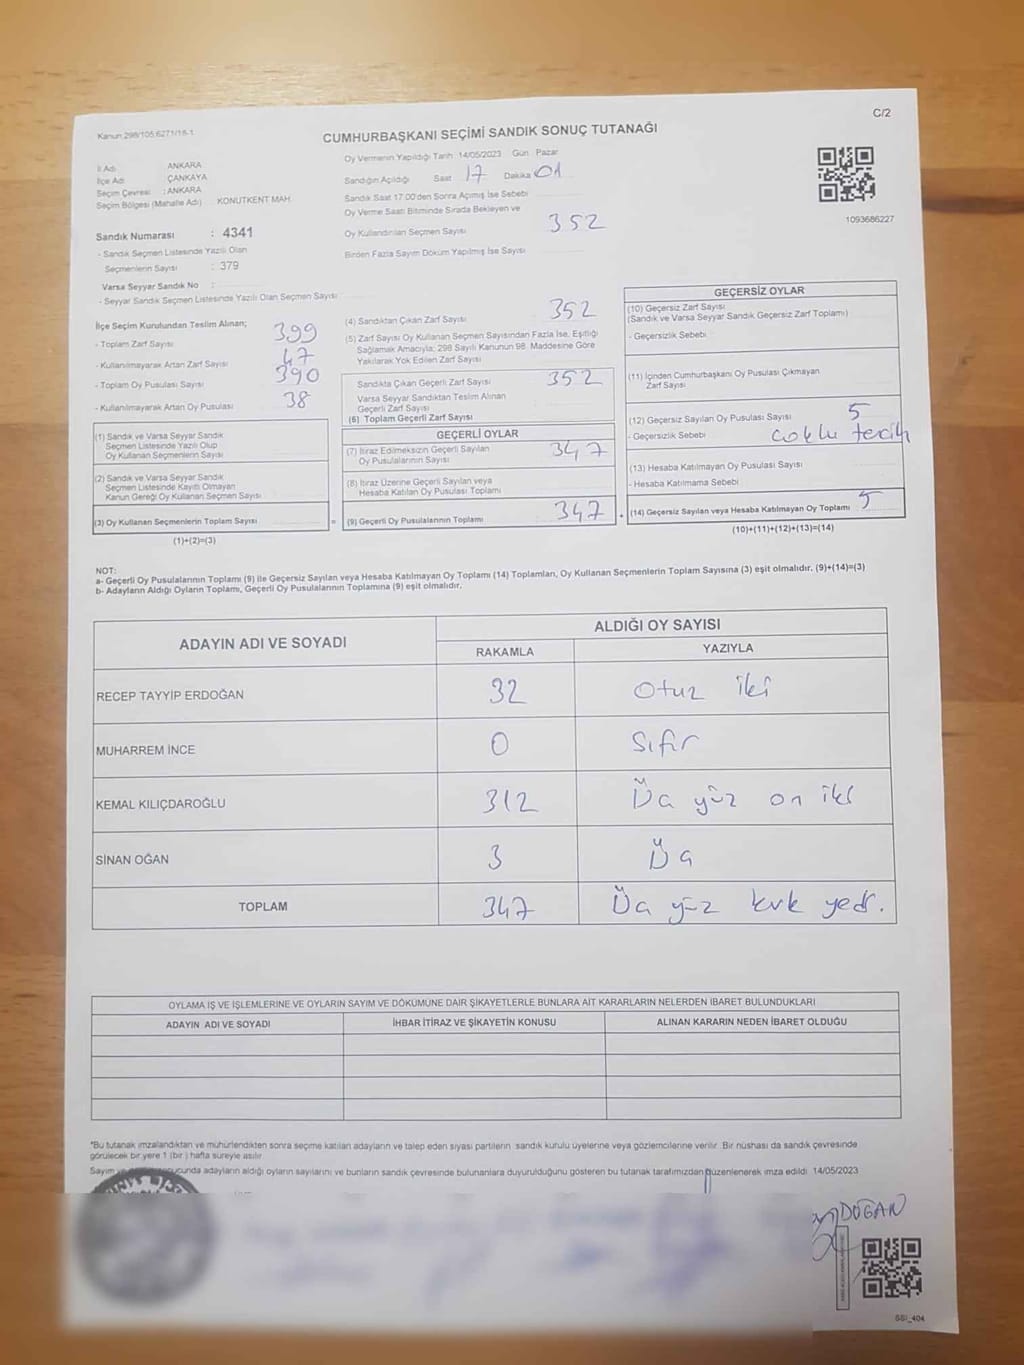 Kanun 298/105,6271/18-1
C/2
CUMHURBAŞKANI SEÇİMİ SANDIK SONUÇ TUTANAĞI
İl Adı ANKARA
İlçe Adı ÇANKAYA
Seçim Çevresi : ANKARA
Seçim Bölgesi (Mahalle Adı) : KONUTKENT MAH.
Oy Vermenin Yapıldığı Tarih 14/05/2023 Gün Pazar
Sandığın Açıldığı Saat 17 Dakika 01
Sandık Saat 17:00'den Sonra Açılmış İse Sebebi
Oy Verme Saati Bitiminde Sırada Bekleyen ve
Oy Kullandırılan Seçmen Sayısı 352
Birden Fazla Sayım Döküm Yapılmış İse Sayısı
1093686227
Sandık Numarası : 4341
- Sandık Seçmen Listesinde Yazılı Olan
Seçmenlerin Sayısı : 379
Varsa Seyyar Sandık No :
- Seyyar Sandık Seçmen Listesinde Yazılı Olan Seçmen Sayısı
İlçe Seçim Kurulundan Teslim Alınan;
- Toplam Zarf Sayısı 399
- Kullanılmayarak Artan Zarf Sayısı 47
- Toplam Oy Pusulası Sayısı 390
- Kullanılmayarak Artan Oy Pusulası 38
(1) Sandık ve Varsa Seyyar Sandık
Seçmen Listesinde Yazılı Olup
Oy Kullanan Seçmenlerin Sayısı
(2) Sandık ve Varsa Seyyar Sandık
Seçmen Listesinde Kayıtlı Olmayan
Kanun Gereği Oy Kullanan Seçmen Sayısı
(3) Oy Kullanan Seçmenlerin Toplam Sayısı =
(1)+(2)=(3)
(4) Sandıktan Çıkan Zarf Sayısı 352
(5) Zarf Sayısı Oy Kullanan Seçmen Sayısından Fazla İse, Eşitliği
Sağlamak Amacıyla; 298 Sayılı Kanunun 98. Maddesine Göre
Yakılarak Yok Edilen Zarf Sayısı
Sandıkta Çıkan Geçerli Zarf Sayısı 352
Varsa Seyyar Sandıktan Teslim Alınan
Geçerli Zarf Sayısı
(6) Toplam Geçerli Zarf Sayısı
GEÇERLİ OYLAR
(7) İtiraz Edilmeksizin Geçerli Sayılan
Oy Pusulalarının Sayısı 347
(8) İtiraz Üzerine Geçerli Sayılan veya
Hesaba Katılan Oy Pusulası Toplamı
(9) Geçerli Oy Pusulalarının Toplamı 347
GEÇERSİZ OYLAR
(10) Geçersiz Zarf Sayısı
(Sandık ve Varsa Seyyar Sandık Geçersiz Zarf Toplamı)
- Geçersizlik Sebebi
(11) İçinden Cumhurbaşkanı Oy Pusulası Çıkmayan
Zarf Sayısı
(12) Geçersiz Sayılan Oy Pusulası Sayısı 5
- Geçersizlik Sebebi çoklu tercih
(13) Hesaba Katılmayan Oy Pusulası Sayısı
- Hesaba Katılmama Sebebi
(14) Geçersiz Sayılan veya Hesaba Katılmayan Oy Toplamı 5
(10)+(11)+(12)+(13)=(14)
NOT:
a- Geçerli Oy Pusulalarının Toplamı (9) ile Geçersiz Sayılan veya Hesaba Katılmayan Oy Toplamı (14) Toplamları, Oy Kullanan Seçmenlerin Toplam Sayısına (3) eşit olmalıdır. (9)+(14)=(3)
b- Adayların Aldığı Oyların Toplamı, Geçerli Oy Pusulalarının Toplamına (9) eşit olmalıdır.
ADAYIN ADI VE SOYADI ALDIĞI OY SAYISI
RAKAMLA YAZIYLA
RECEP TAYYİP ERDOĞAN 32 Otuz iki
MUHARREM İNCE 0 Sıfır
KEMAL KILIÇDAROĞLU 312 Üç yüz on iki
SİNAN OĞAN 3 Üç
TOPLAM 347 Üç yüz kırk yedi.
OYLAMA İŞ VE İŞLEMLERİNE VE OYLARIN SAYIM VE DÖKÜMÜNE DAİR ŞİKAYETLERLE BUNLARA AİT KARARLARIN NELERDEN İBARET BULUNDUKLARI
ADAYIN ADI VE SOYADI İHBAR İTİRAZ VE ŞİKAYETİN KONUSU ALINAN KARARIN NEDEN İBARET OLDUĞU
*Bu tutanak imzalandıktan ve mühürlendikten sonra seçime katılan adayların ve talep eden siyasi partilerin sandık kurulu üyelerine veya gözlemcilerine verilir. Bir nüshası da sandık çevresinde
görülecek bir yere 1 (bir) hafta süreyle asılır.
Sayım ve sonucunda adayların aldığı oyların sayılarını ve bunların sandık çevresinde bulunanlara duyurulduğunu gösteren bu tutanak tarafımızdan düzenlenerek imza edildi. 14/05/2023
DOĞAN
SSI_404